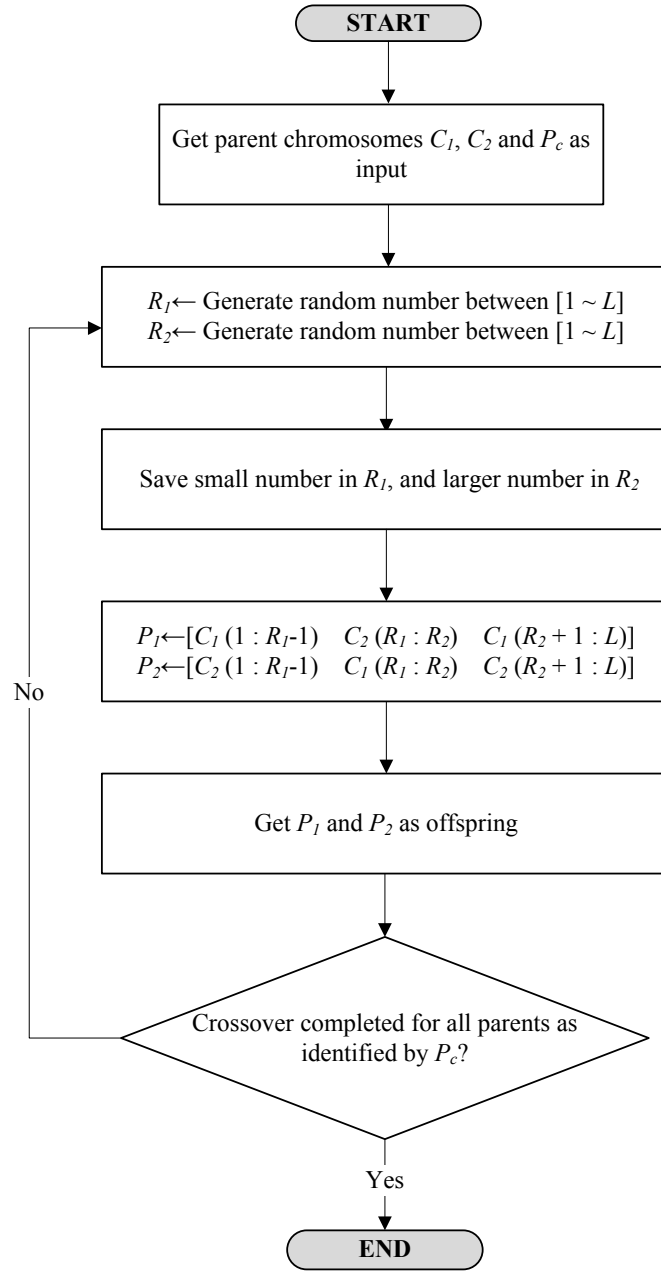 START
Get parent chromosomes C1, C2 and Pc as
input
R1← Generate random number between [1 ~ L]
R2← Generate random number between [1 ~ L]
Save small number in R1, and larger number in R2
P1←[C1 (1 : R1-1) C2 (R1 : R2) C1 (R2 + 1 : L)]
P2←[C2 (1 : R1-1) C1 (R1 : R2) C2 (R2 + 1 : L)]
No
Get P1 and P2 as offspring
Crossover completed for all parents as
identified by Pc?
Yes
END